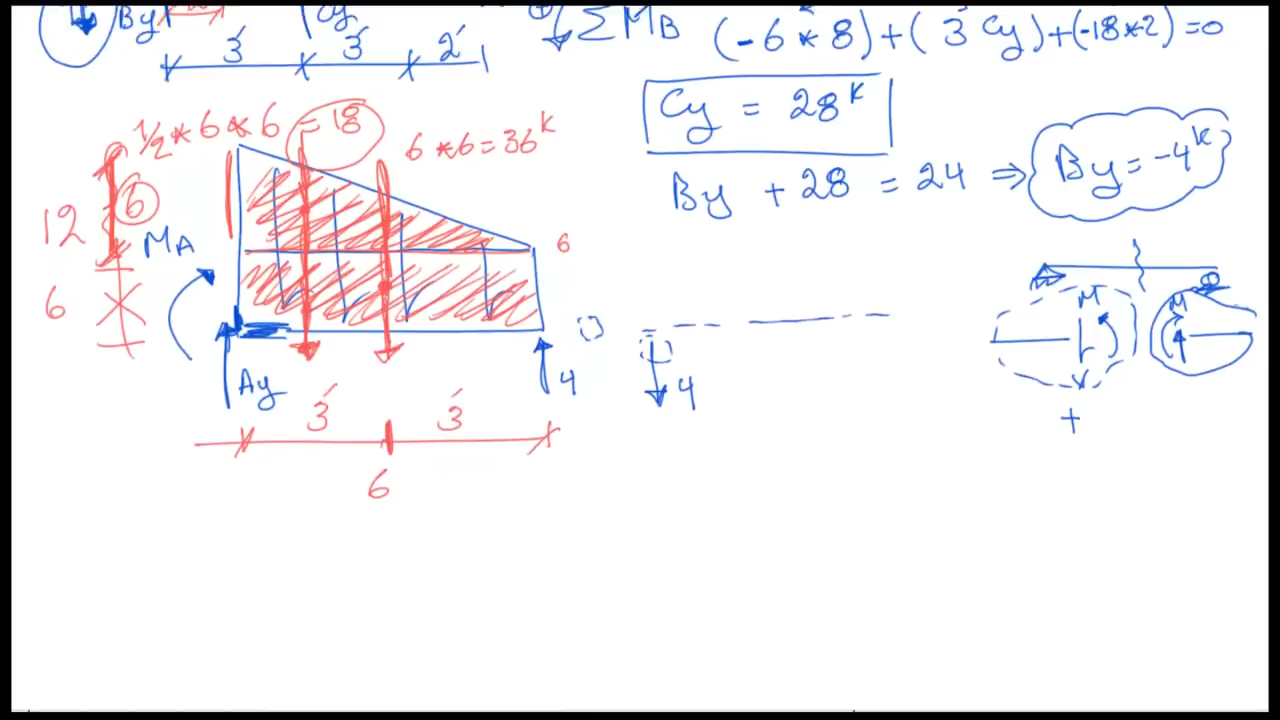 By Cy
3' 3' 2'
ΣMB (-6*8)+(3 Cy)+(-18*2)=0
Cy = 28ᴷ
By + 28 = 24 ⇒ By = -4ᴷ
1/2*6*6 = 18
6*6=36ᴷ
12 6
MA
6
6
Ay
4
4
3' 3'
6
M M
V
+